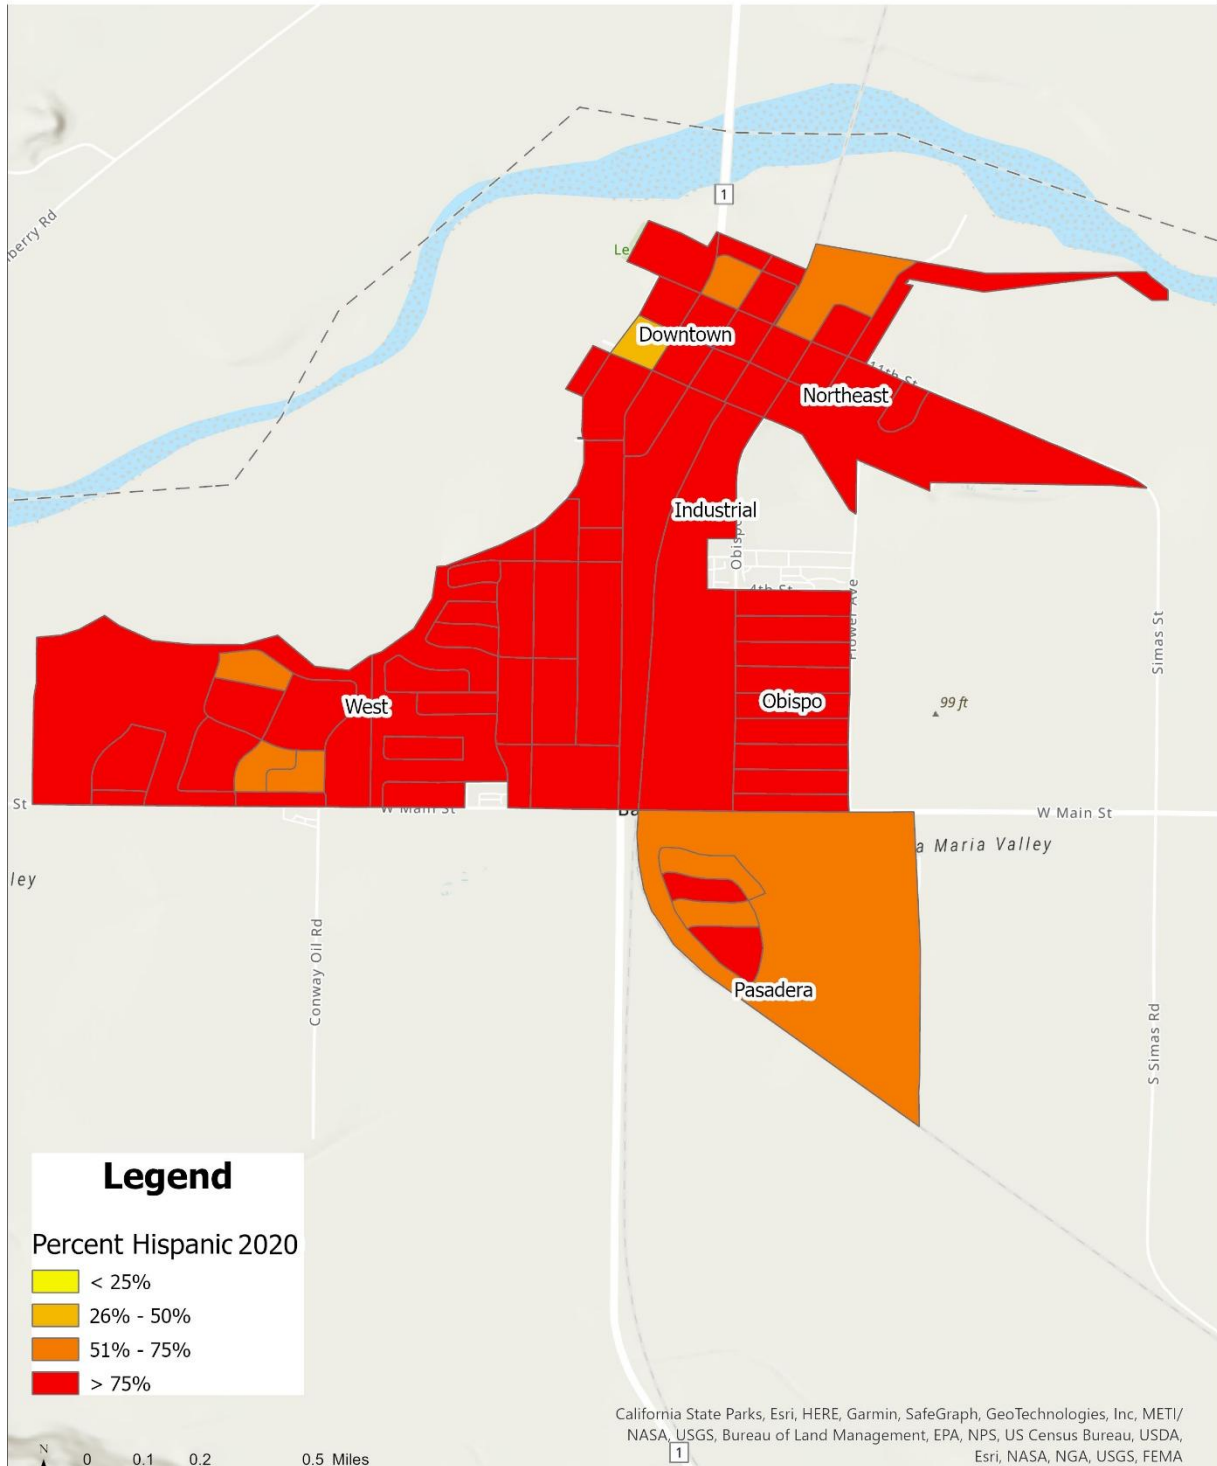 1
berry Rd
Le
Downtown
11th St
Northeast
Industrial
Obispo
4th St
Flower Ave
Simas St
West
Obispo
99 ft
St
W Main St
Ba
W Main St
a Maria Valley
ley
Conway Oil Rd
Pasadera
S Simas Rd
Legend
Percent Hispanic 2020
< 25%
26% - 50%
51% - 75%
> 75%
California State Parks, Esri, HERE, Garmin, SafeGraph, GeoTechnologies, Inc, METI/
NASA, USGS, Bureau of Land Management, EPA, NPS, US Census Bureau, USDA,
Esri, NASA, NGA, USGS, FEMA
N
0 0.1 0.2 0.5 Miles
1